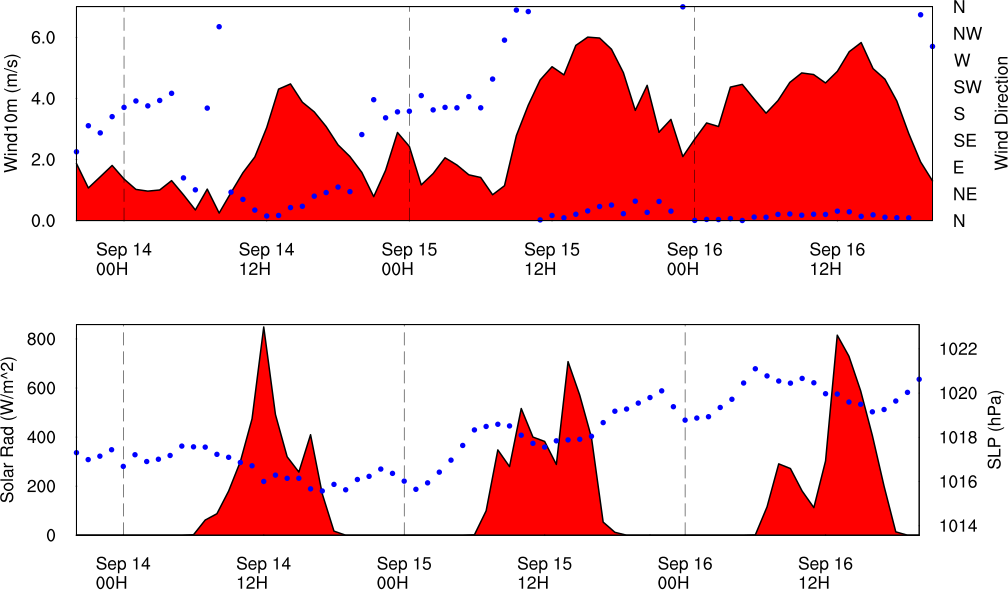 N
6.0
NW
W
4.0
SW
S
2.0
SE
E
NE
0.0
N
Wind10m (m/s)
Wind Direction
Sep 14 Sep 14 Sep 15 Sep 15 Sep 16 Sep 16
00H 12H 00H 12H 00H 12H
800
1022
600
1020
400
1018
200
1016
1014
0
Solar Rad (W/m^2)
SLP (hPa)
Sep 14 Sep 14 Sep 15 Sep 15 Sep 16 Sep 16
00H 12H 00H 12H 00H 12H